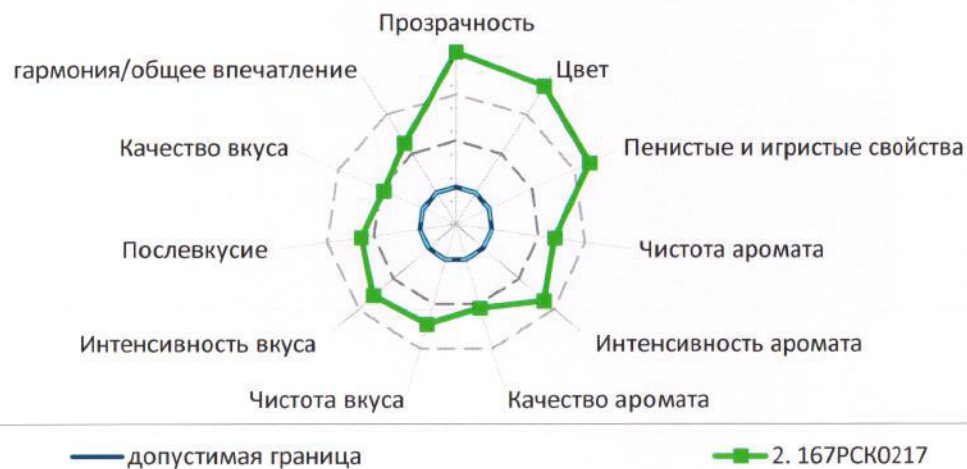 Прозрачность
гармония/общее впечатление
Цвет
Качество вкуса
Пенистые и игристые свойства
Послевкусие
Чистота аромата
Интенсивность вкуса
Интенсивность аромата
Чистота вкуса
Качество аромата
допустимая граница
2. 167РСК0217